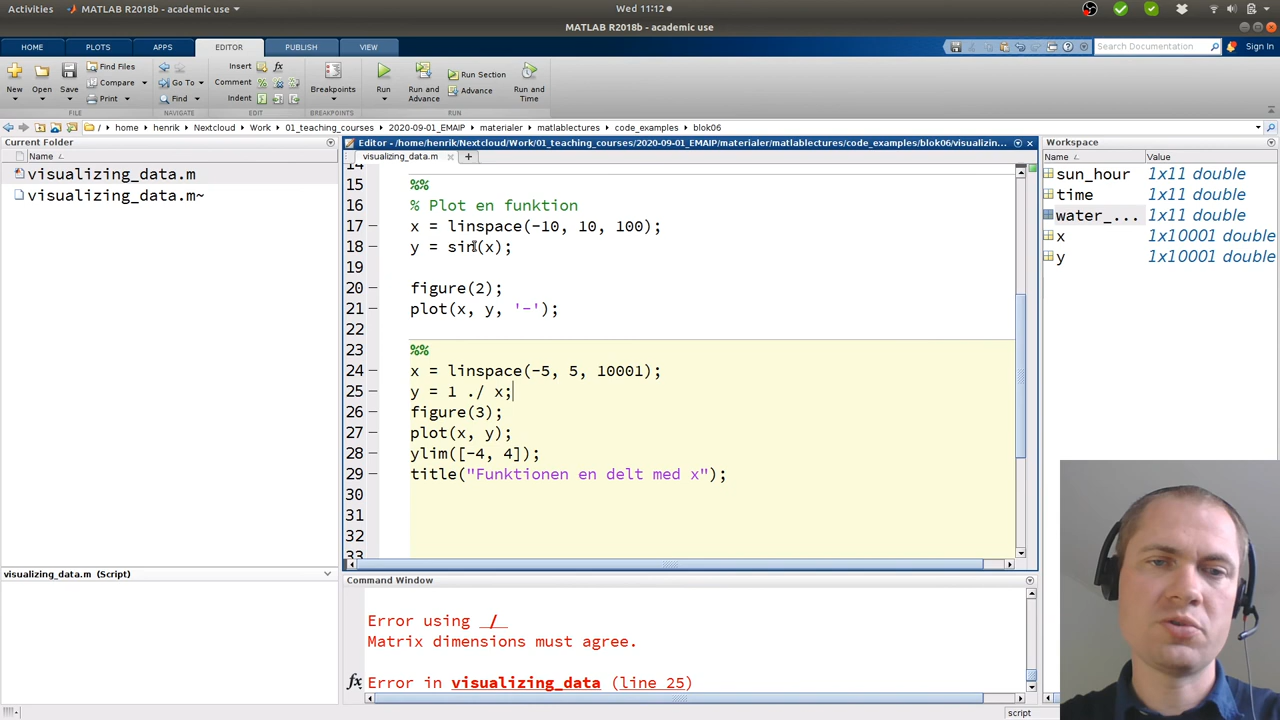 Activities MATLAB R2018b - academic use Wed 11:12
MATLAB R2018b - academic use
HOME PLOTS APPS EDITOR PUBLISH VIEW Search Documentation Sign In
New Open Save Find Files Compare Print Go To Find Insert Comment Indent fx Breakpoints Run Run and Advance Run Section Advance Run and Time
FILE NAVIGATE EDIT BREAKPOINTS RUN
/ home henrik Nextcloud Work 01_teaching_courses 2020-09-01_EMAIP materialer matlablectures code_examples blok06
Current Folder
Name
visualizing_data.m
visualizing_data.m~
visualizing_data.m (Script)
Editor - /home/henrik/Nextcloud/Work/01_teaching_courses/2020-09-01_EMAIP/materialer/matlablectures/code_examples/blok06/visualizing_data.m...
visualizing_data.m
14
15 %%
16 % Plot en funktion
17 x = linspace(-10, 10, 100);
18 y = sin(x);
19
20 figure(2);
21 plot(x, y, '-');
22
23 %%
24 x = linspace(-5, 5, 10001);
25 y = 1 ./ x;
26 figure(3);
27 plot(x, y);
28 ylim([-4, 4]);
29 title("Funktionen en delt med x");
30
31
32
33
Command Window
Error using /
Matrix dimensions must agree.
fx Error in visualizing_data (line 25)
Workspace
Name Value
sun_hour 1x11 double
time 1x11 double
water_... 1x11 double
x 1x10001 double
y 1x10001 double
script